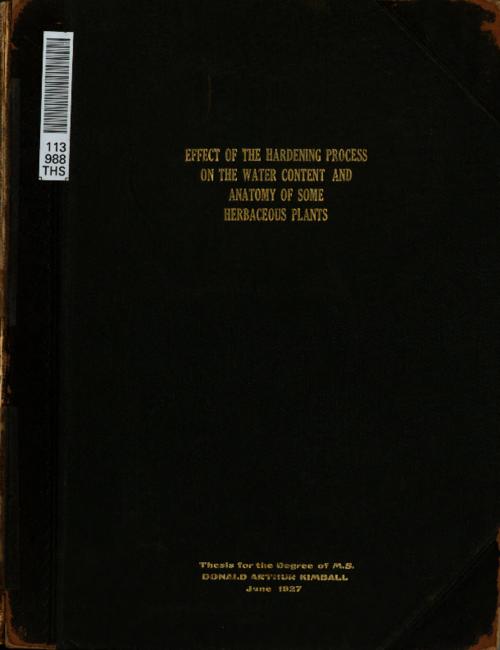 113
988
THS
EFFECT OF THE HARDENING PROCESS
ON THE WATER CONTENT AND
ANATOMY OF SOME
HERBACEOUS PLANTS
Thesis for the Degree of M.S.
DONALD ARTHUR KIMBALL
June 1927